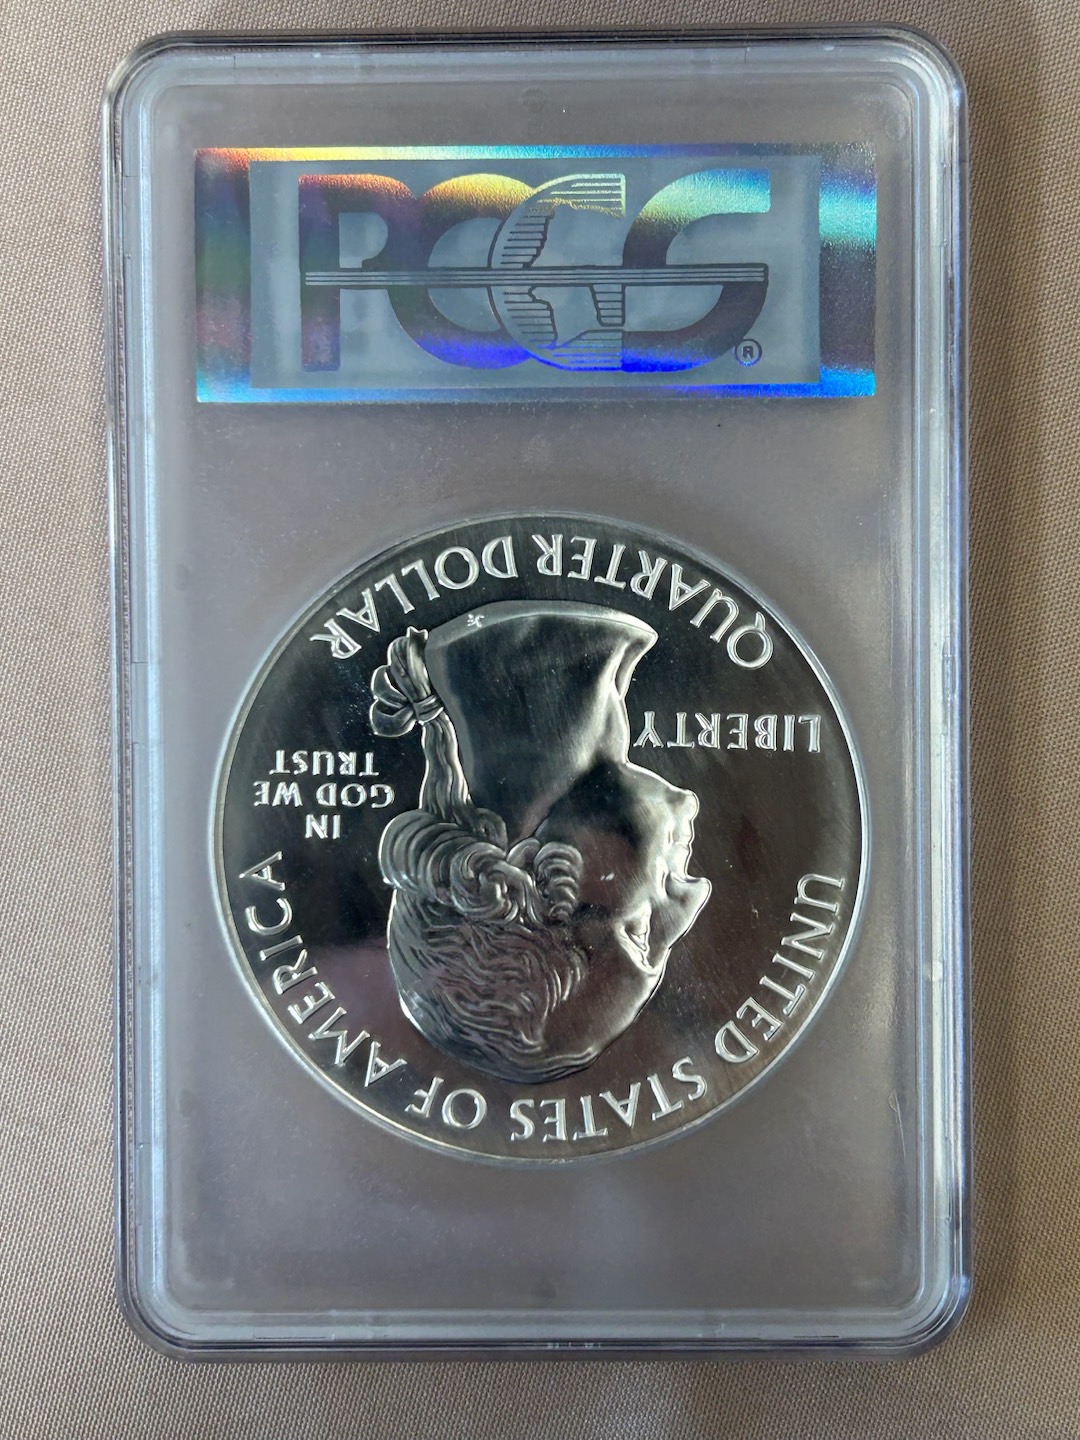 PCGS®
UNITED STATES OF AMERICA
LIBERTY
IN
GOD WE
TRUST
QUARTER DOLLAR